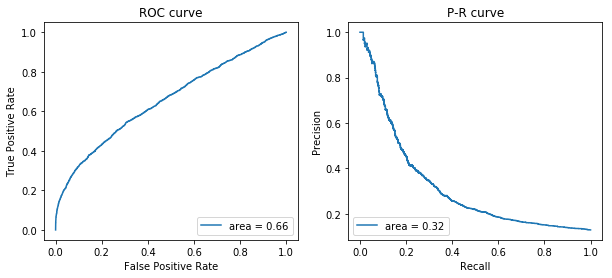 ROC curve
True Positive Rate
1.0
0.8
0.6
0.4
0.2
0.0
area = 0.66
0.0 0.2 0.4 0.6 0.8 1.0
False Positive Rate
P-R curve
Precision
1.0
0.8
0.6
0.4
0.2
area = 0.32
0.0 0.2 0.4 0.6 0.8 1.0
Recall